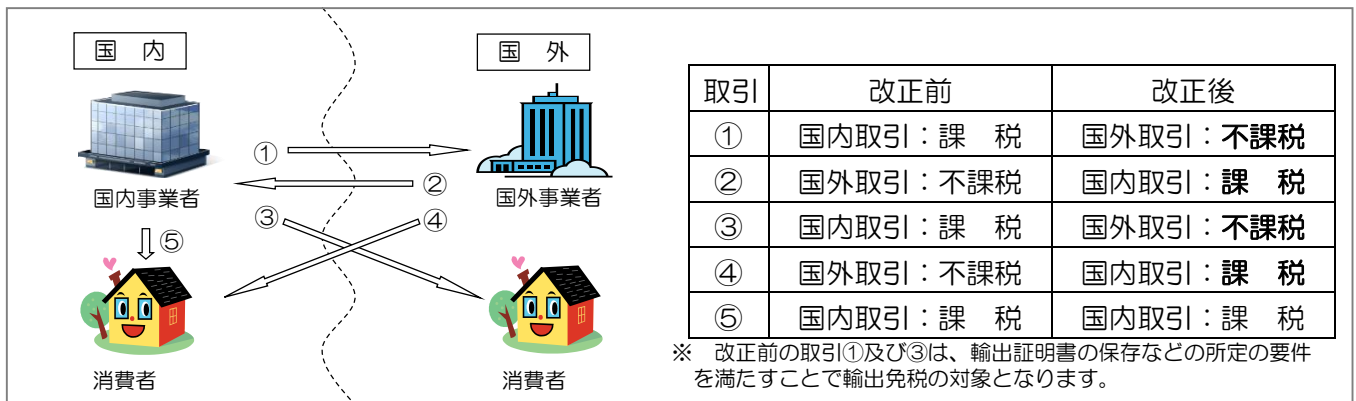 国 内
国 外
①
②
国内事業者
国外事業者
③
④
⑤
消費者
消費者
取引 改正前 改正後
① 国内取引：課 税 国外取引：不課税
② 国外取引：不課税 国内取引：課 税
③ 国内取引：課 税 国外取引：不課税
④ 国外取引：不課税 国内取引：課 税
⑤ 国内取引：課 税 国内取引：課 税
※ 改正前の取引①及び③は、輸出証明書の保存などの所定の要件
を満たすことで輸出免税の対象となります。